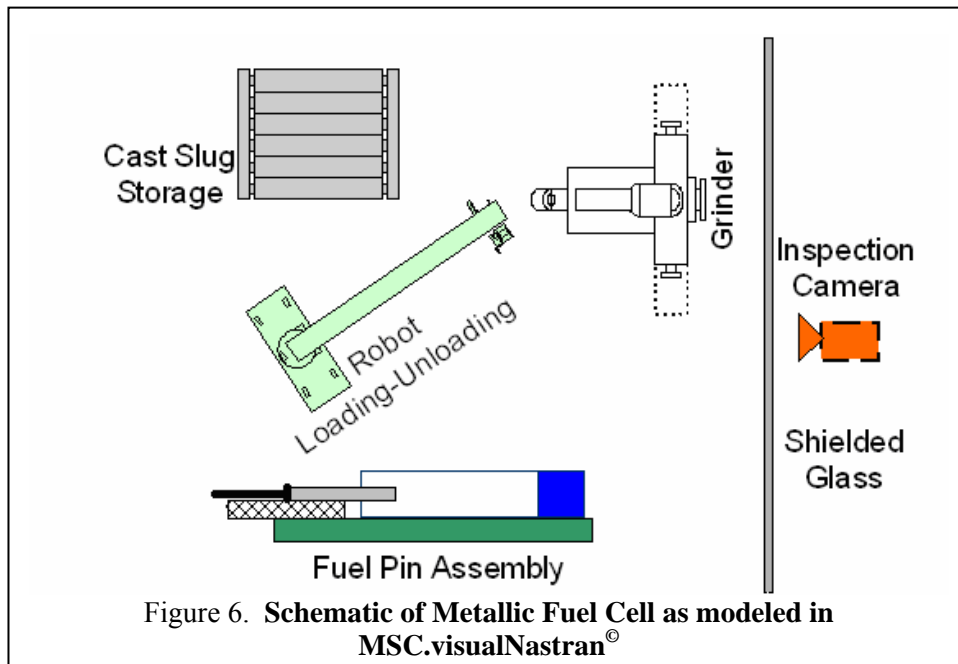 Cast Slug
Storage
Grinder
Inspection
Camera
Robot
Loading-Unloading
Shielded
Glass
Fuel Pin Assembly
Figure 6. Schematic of Metallic Fuel Cell as modeled in
MSC.visualNastran©